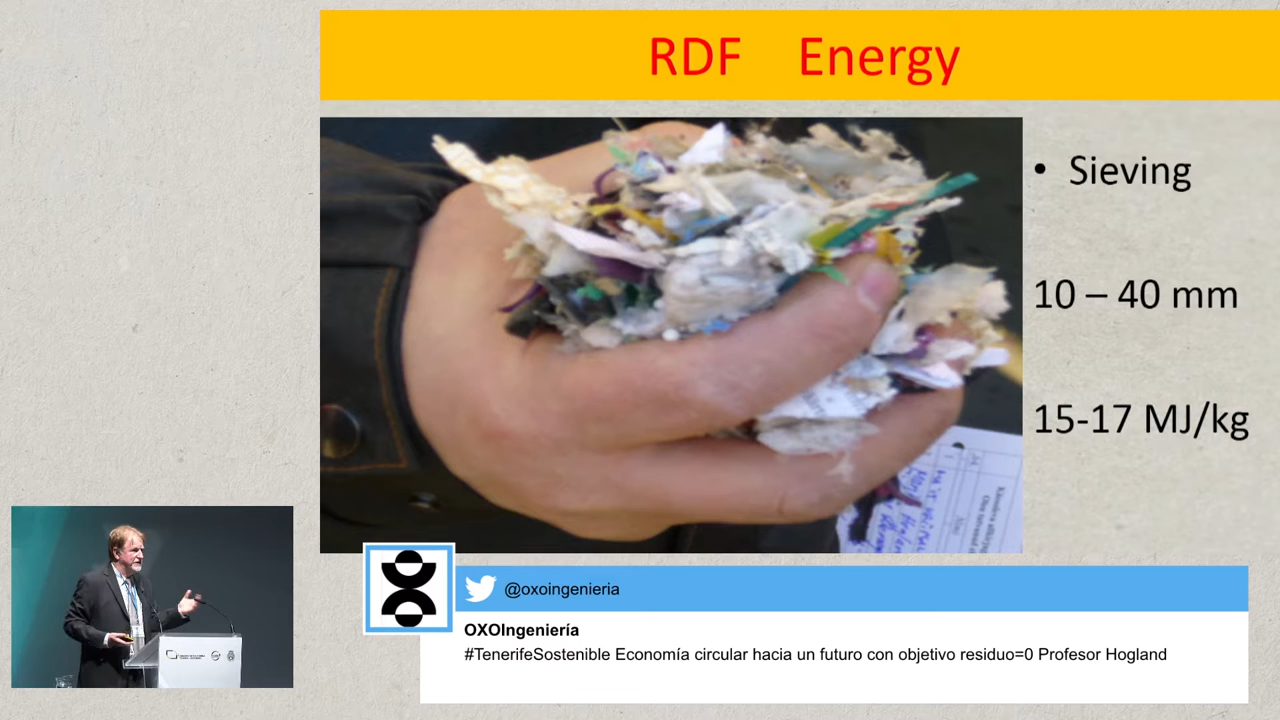 RDF Energy
• Sieving
10 – 40 mm
15-17 MJ/kg
@oxoingenieria
OXOIngeniería
#TenerifeSostenible Economía circular hacia un futuro con objetivo residuo=0 Profesor Hogland